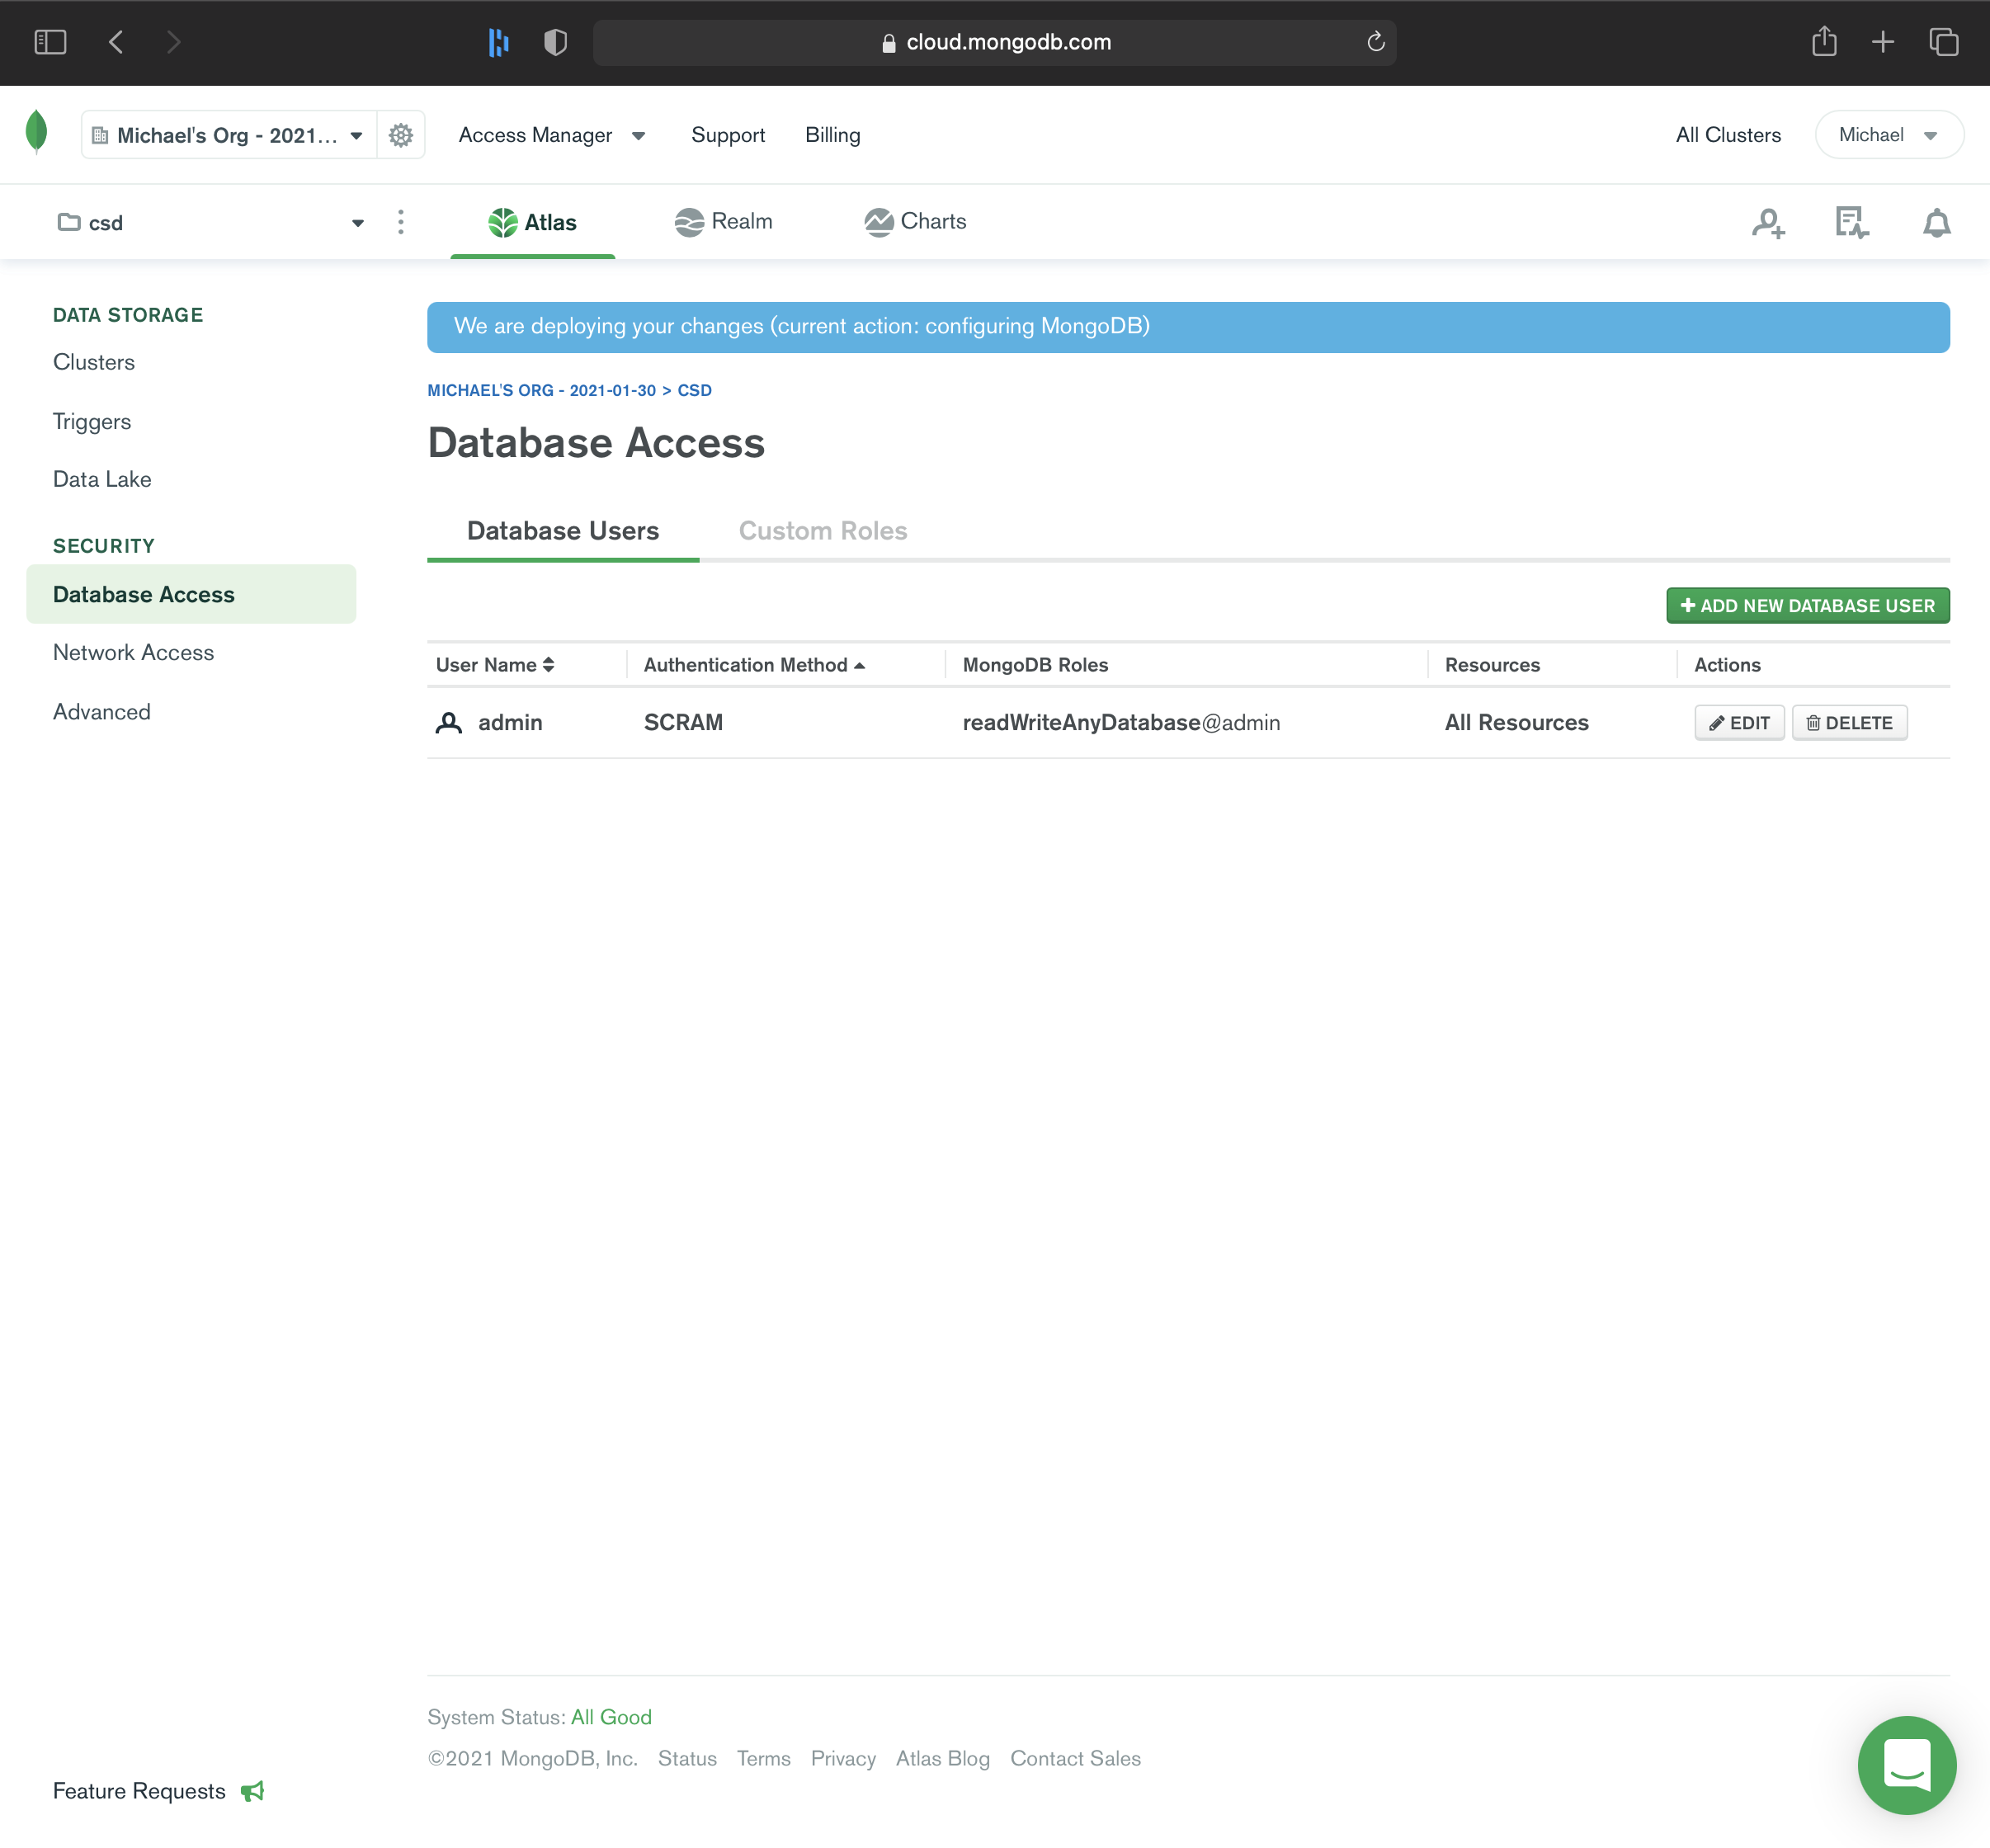 cloud.mongodb.com
Michael's Org - 2021...
Access Manager
Support
Billing
All Clusters
Michael
csd
Atlas
Realm
Charts
DATA STORAGE
Clusters
Triggers
Data Lake
SECURITY
Database Access
Network Access
Advanced
Feature Requests
We are deploying your changes (current action: configuring MongoDB)
MICHAEL'S ORG - 2021-01-30 > CSD
Database Access
Database Users
Custom Roles
+ ADD NEW DATABASE USER
User Name
Authentication Method
MongoDB Roles
Resources
Actions
admin
SCRAM
readWriteAnyDatabase@admin
All Resources
EDIT
DELETE
System Status: All Good
©2021 MongoDB, Inc.
Status
Terms
Privacy
Atlas Blog
Contact Sales